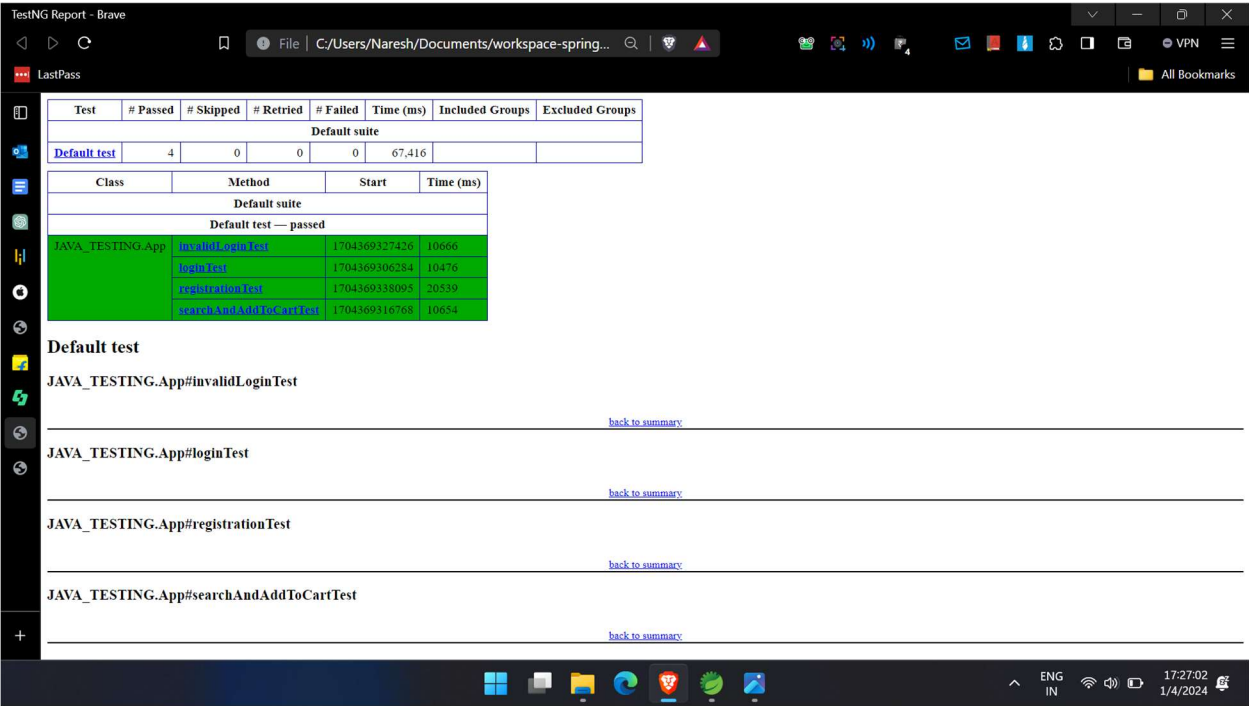 TestNG Report - Brave
File C:/Users/Naresh/Documents/workspace-spring...
4
VPN
LastPass
All Bookmarks
Test # Passed # Skipped # Retried # Failed Time (ms) Included Groups Excluded Groups
Default suite
Default test 4 0 0 0 67,416
Class Method Start Time (ms)
Default suite
Default test — passed
JAVA_TESTING.App invalidLoginTest 1704369327426 10666
loginTest 1704369306284 10476
registrationTest 1704369338095 20539
searchAndAddToCartTest 1704369316768 10654
Default test
JAVA_TESTING.App#invalidLoginTest
back to summary
JAVA_TESTING.App#loginTest
back to summary
JAVA_TESTING.App#registrationTest
back to summary
JAVA_TESTING.App#searchAndAddToCartTest
back to summary
ENG 17:27:02
IN 1/4/2024